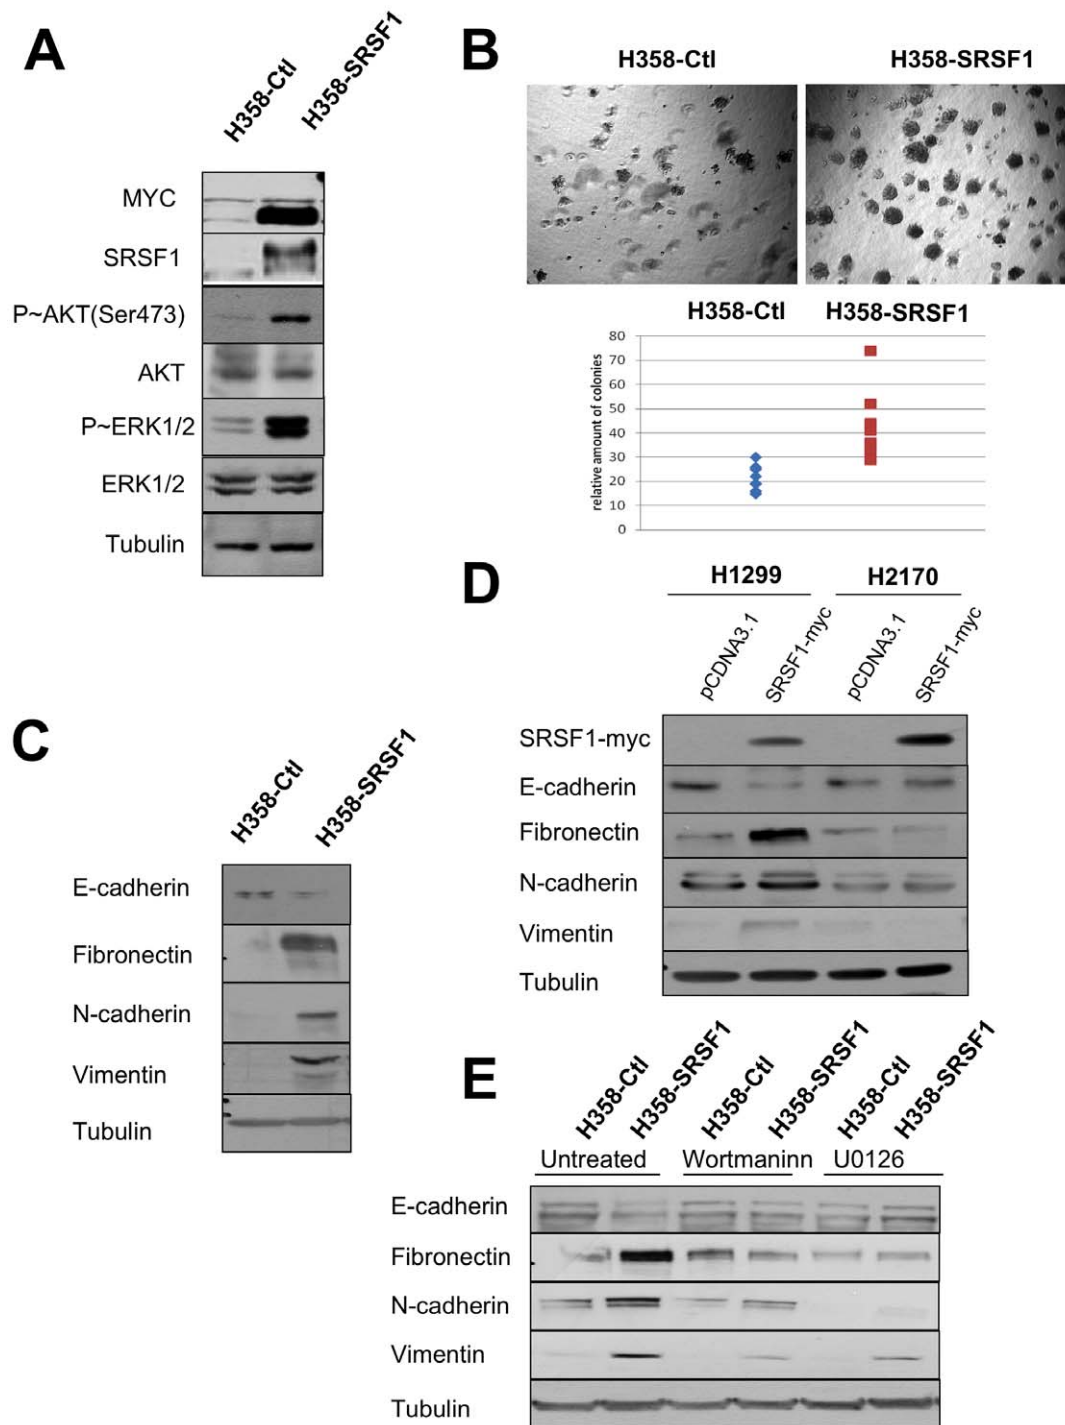 A
H358-Ctl
H358-SRSF1
MYC
SRSF1
P~AKT(Ser473)
AKT
P~ERK1/2
ERK1/2
Tubulin
B
H358-Ctl
H358-SRSF1
H358-Ctl
H358-SRSF1
relative amount of colonies
80
70
60
50
40
30
20
10
0
C
H358-Ctl
H358-SRSF1
E-cadherin
Fibronectin
N-cadherin
Vimentin
Tubulin
D
H1299
H2170
pCDNA3.1
SRSF1-myc
pCDNA3.1
SRSF1-myc
SRSF1-myc
E-cadherin
Fibronectin
N-cadherin
Vimentin
Tubulin
E
H358-Ctl
H358-SRSF1
H358-Ctl
H358-SRSF1
H358-Ctl
H358-SRSF1
Untreated
Wortmaninn
U0126
E-cadherin
Fibronectin
N-cadherin
Vimentin
Tubulin